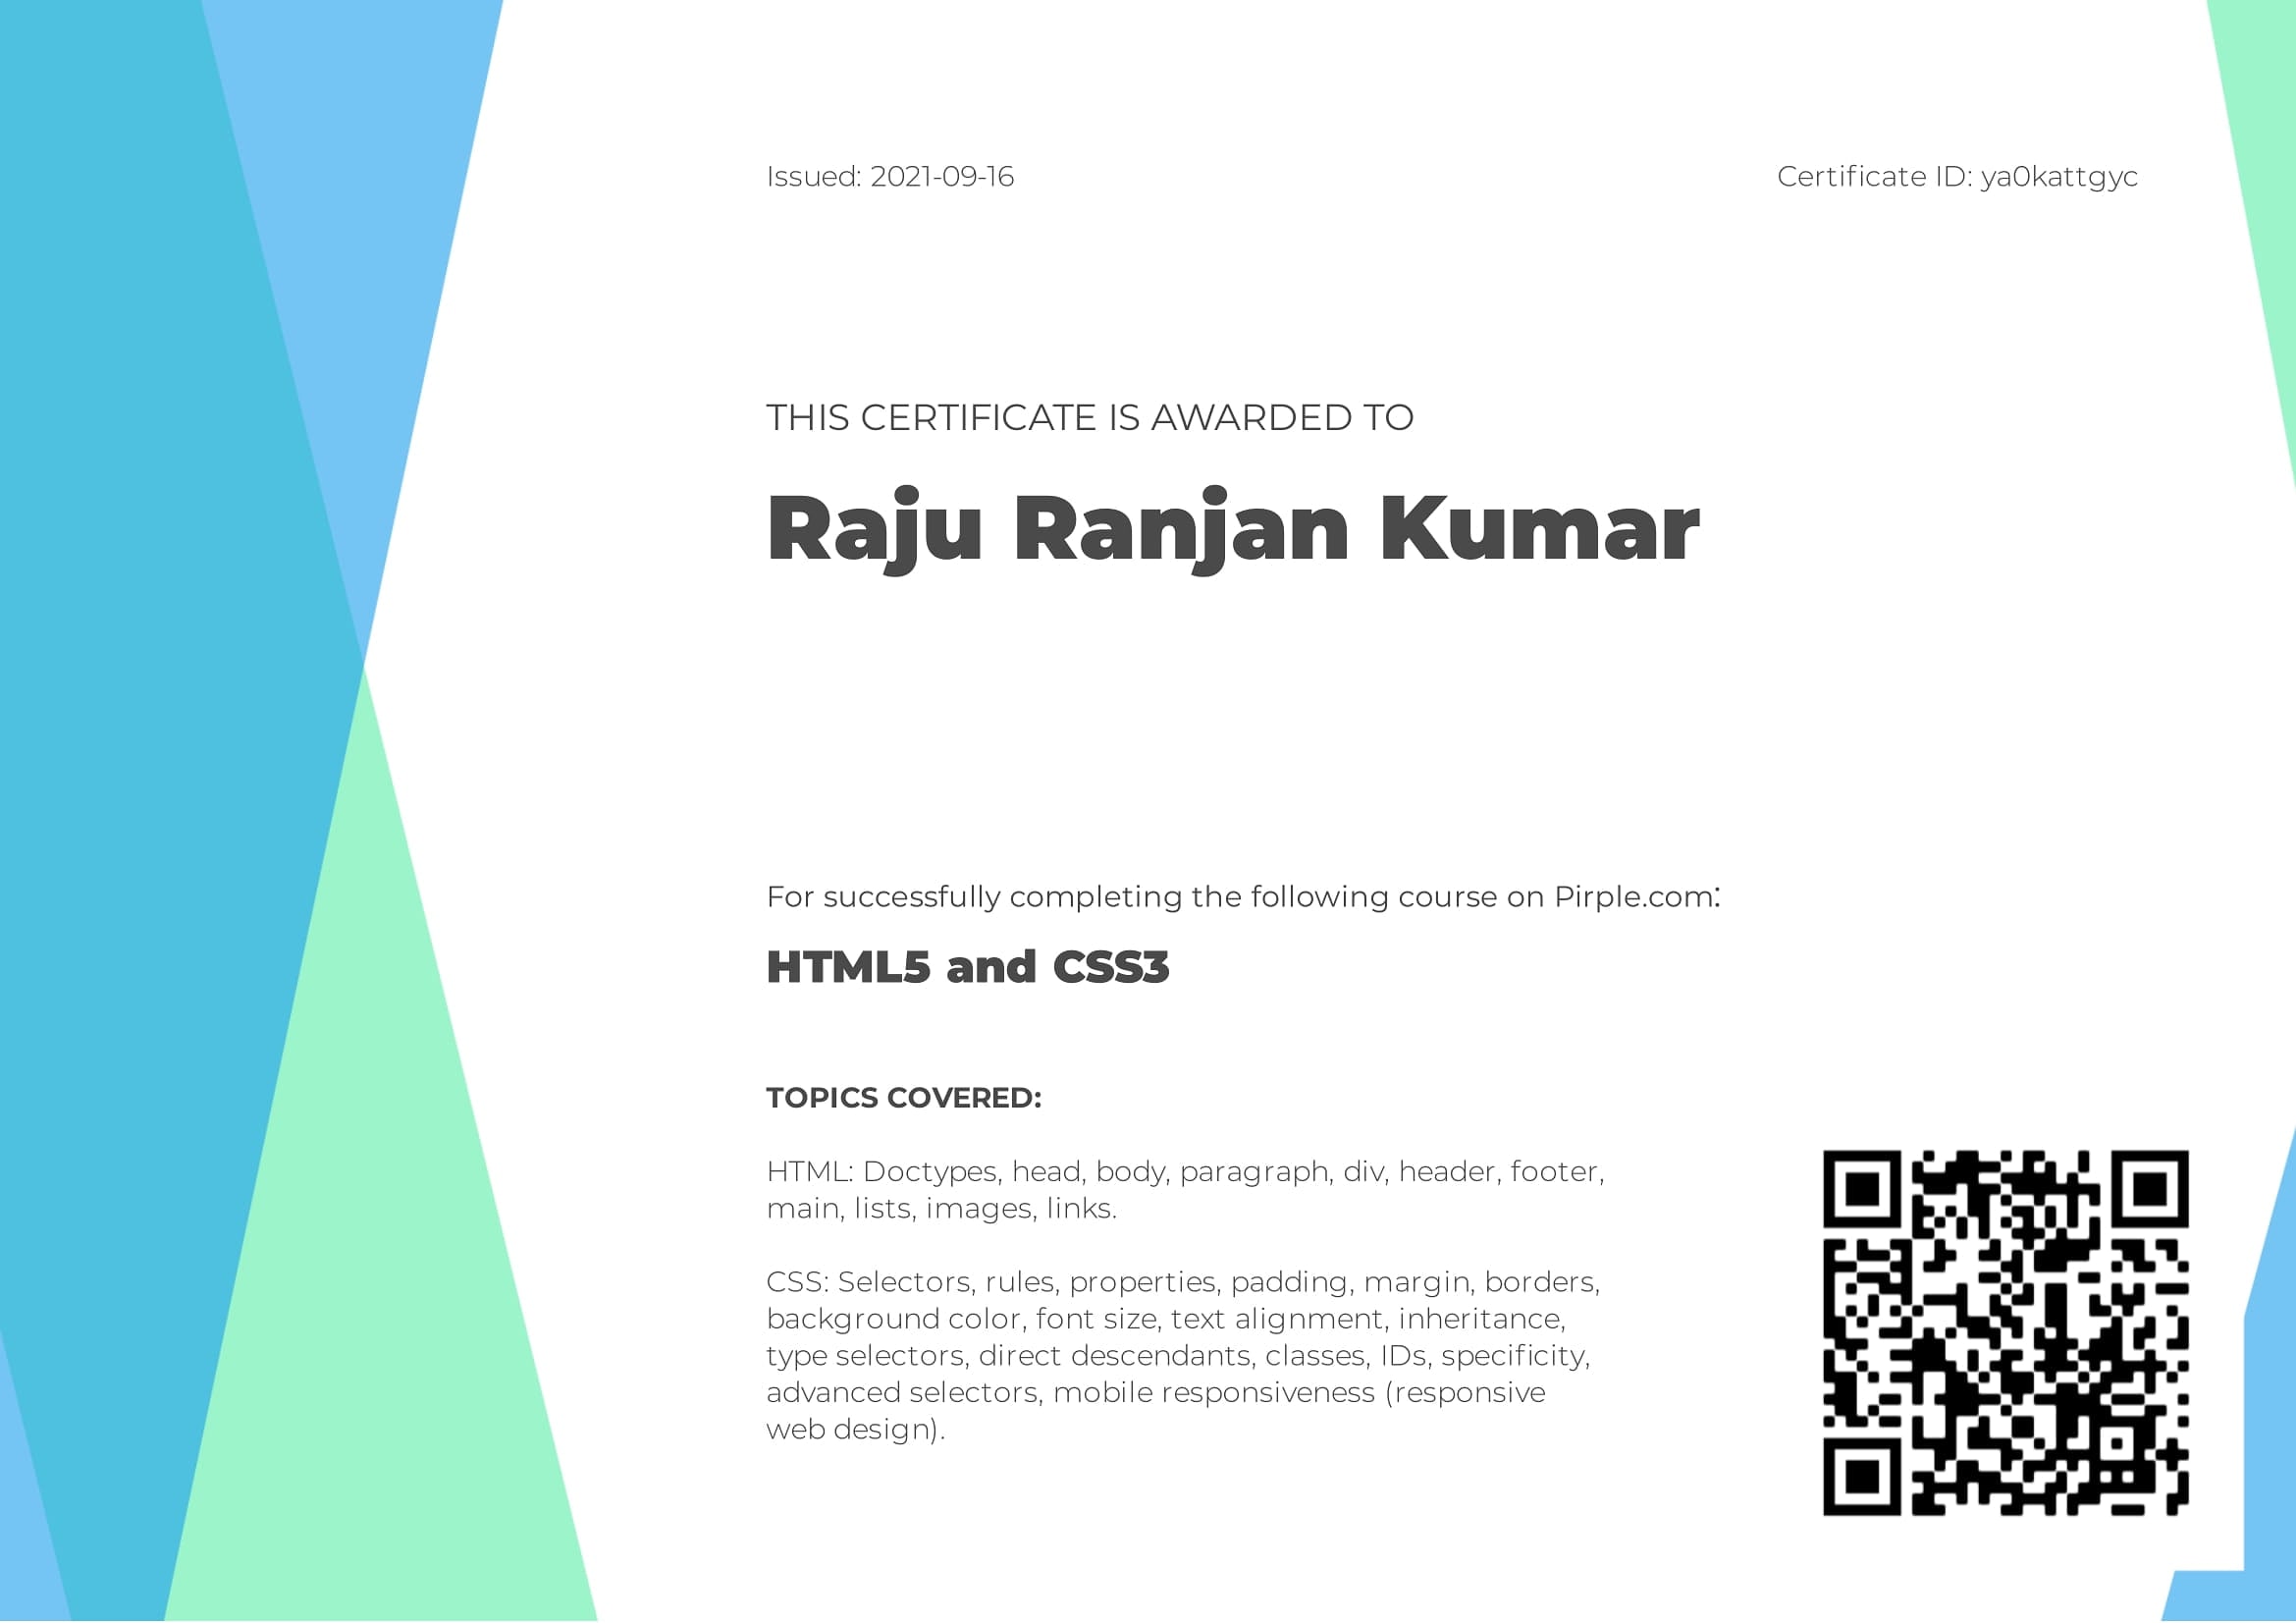 Issued: 2021-09-16
Certificate ID: ya0kattgyc
THIS CERTIFICATE IS AWARDED TO
Raju Ranjan Kumar
For successfully completing the following course on Pirple.com:
HTML5 and CSS3
TOPICS COVERED:
HTML: Doctypes, head, body, paragraph, div, header, footer,
main, lists, images, links.
CSS: Selectors, rules, properties, padding, margin, borders,
background color, font size, text alignment, inheritance,
type selectors, direct descendants, classes, IDs, specificity,
advanced selectors, mobile responsiveness (responsive
web design).